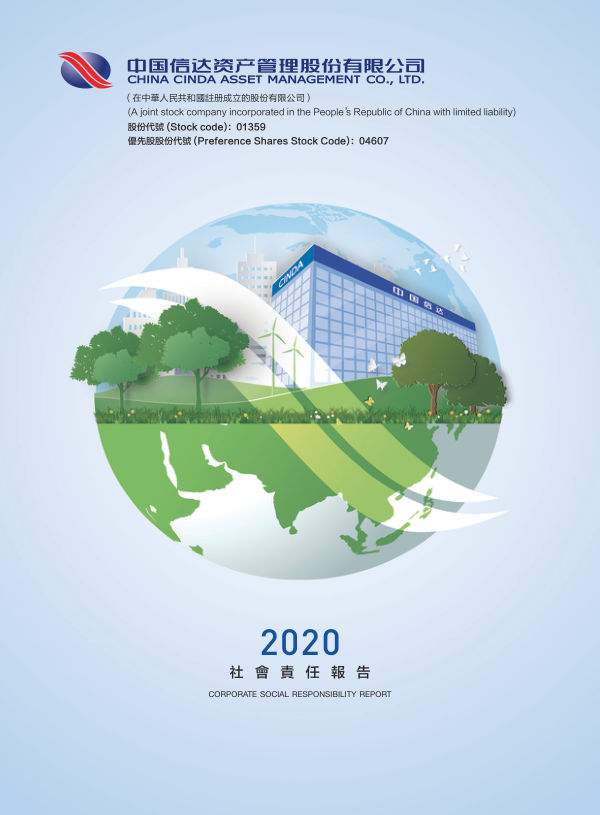 中国信达资产管理股份有限公司
CHINA CINDA ASSET MANAGEMENT CO., LTD.
（在中華人民共和國註册成立的股份有限公司）
(A joint stock company incorporated in the People's Republic of China with limited liability)
股份代號 (Stock code)：01359
優先股股份代號 (Preference Shares Stock Code)：04607
CINDA
中国信达
2020
社會責任報告
CORPORATE SOCIAL RESPONSIBILITY REPORT